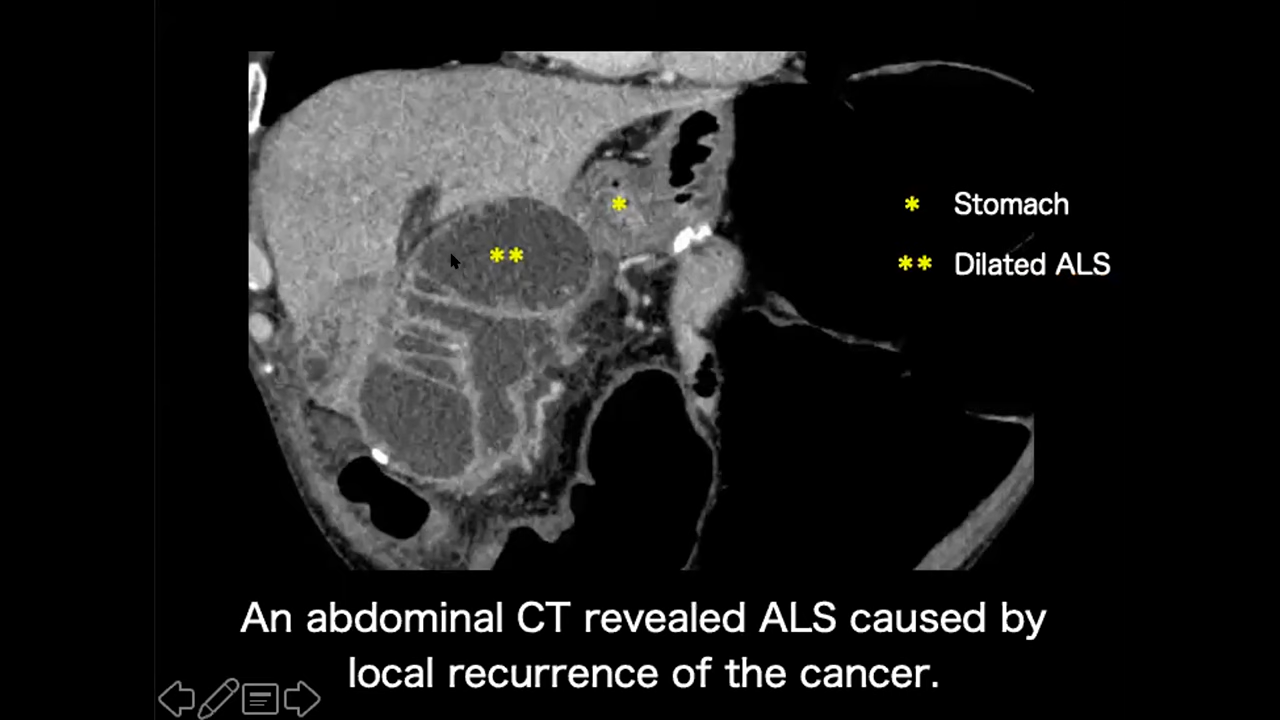 * Stomach
** Dilated ALS
*
**
An abdominal CT revealed ALS caused by
local recurrence of the cancer.